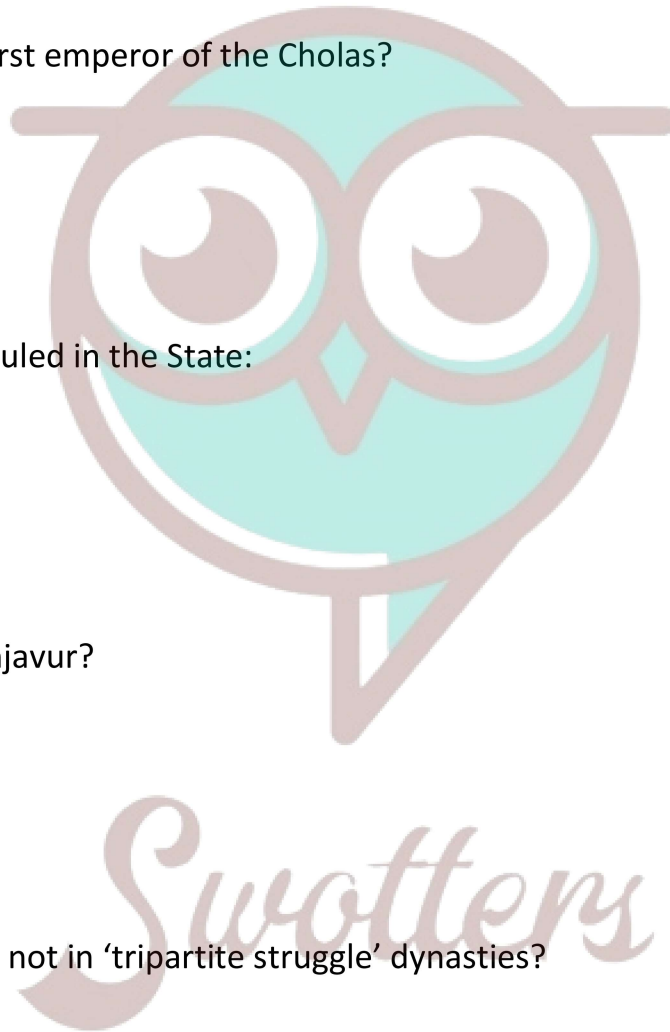 rst emperor of the Cholas?
uled in the State:
javur?
Swotters
not in ‘tripartite struggle’ dynasties?